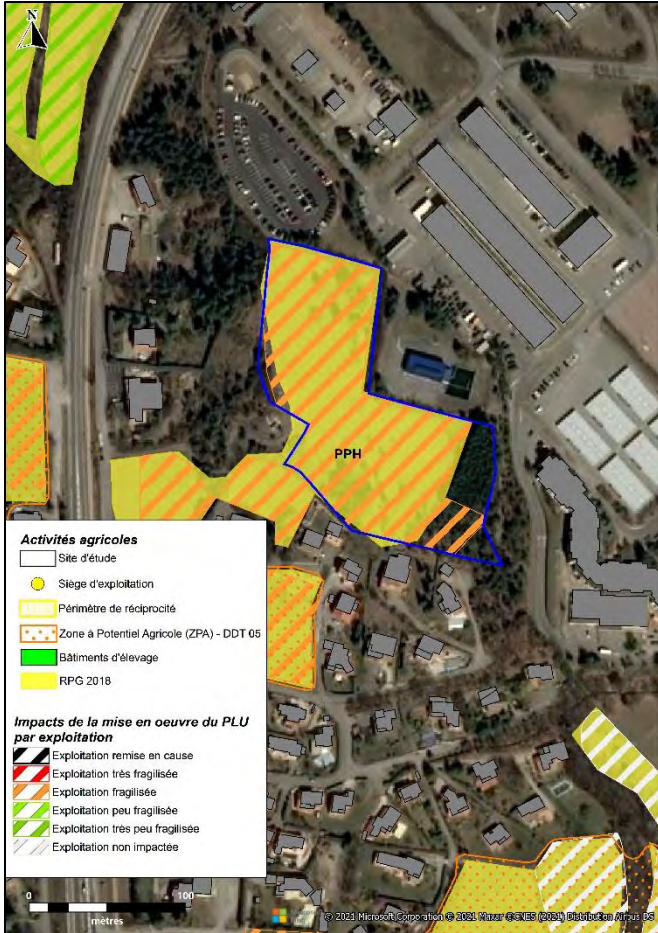 N
PPH
Activités agricoles
Site d'étude
Siège d'exploitation
Périmètre de réciprocité
Zone à Potentiel Agricole (ZPA) - DDT 05
Bâtiments d'élevage
RPG 2018
Impacts de la mise en oeuvre du PLU
par exploitation
Exploitation remise en cause
Exploitation très fragilisée
Exploitation fragilisée
Exploitation peu fragilisée
Exploitation très peu fragilisée
Exploitation non impactée
0 100
mètres
© 2021 Microsoft Corporation © 2021 Maxar ©CNES (2021) Distribution Airbus DS